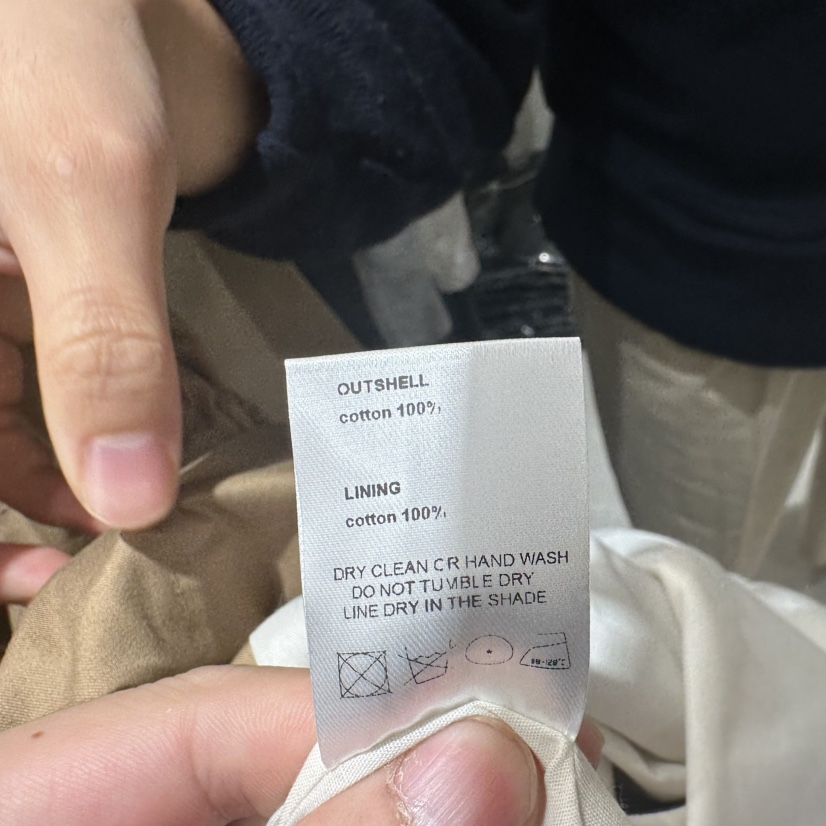 OUTSHELL
cotton 100%
LINING
cotton 100%
DRY CLEAN OR HAND WASH
DO NOT TUMBLE DRY
LINE DRY IN THE SHADE